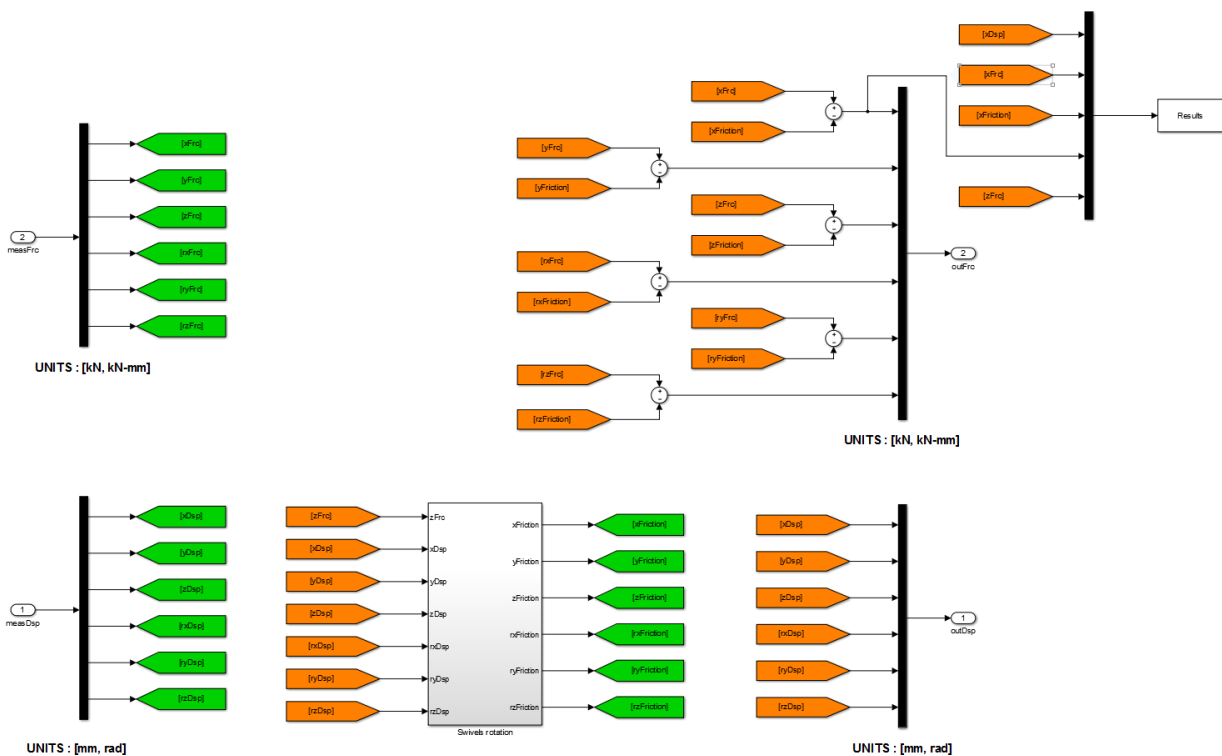 [xFrc]
[yFrc]
[zFrc]
[rxFrc]
[ryFrc]
[rzFrc]
2
measFrc
UNITS : [kN, kN-mm]
[xFrc]
[xFriction]
[yFrc]
[yFriction]
[zFrc]
[zFriction]
[rxFrc]
[rxFriction]
[ryFrc]
[ryFriction]
[rzFrc]
[rzFriction]
2
outFrc
UNITS : [kN, kN-mm]
[xDsp]
[xFrc]
[xFriction]
[zFrc]
Results
[xDsp]
[yDsp]
[zDsp]
[rxDsp]
[ryDsp]
[rzDsp]
1
measDsp
UNITS : [mm, rad]
[zFrc]
[xDsp]
[yDsp]
[zDsp]
[rxDsp]
[ryDsp]
[rzDsp]
zFrc
xDsp
yDsp
zDsp
rxDsp
ryDsp
rzDsp
xFriction
yFriction
zFriction
rxFriction
ryFriction
rzFriction
Swivels rotation
[xFriction]
[yFriction]
[zFriction]
[rxFriction]
[ryFriction]
[rzFriction]
[xDsp]
[yDsp]
[zDsp]
[rxDsp]
[ryDsp]
[rzDsp]
1
outDsp
UNITS : [mm, rad]